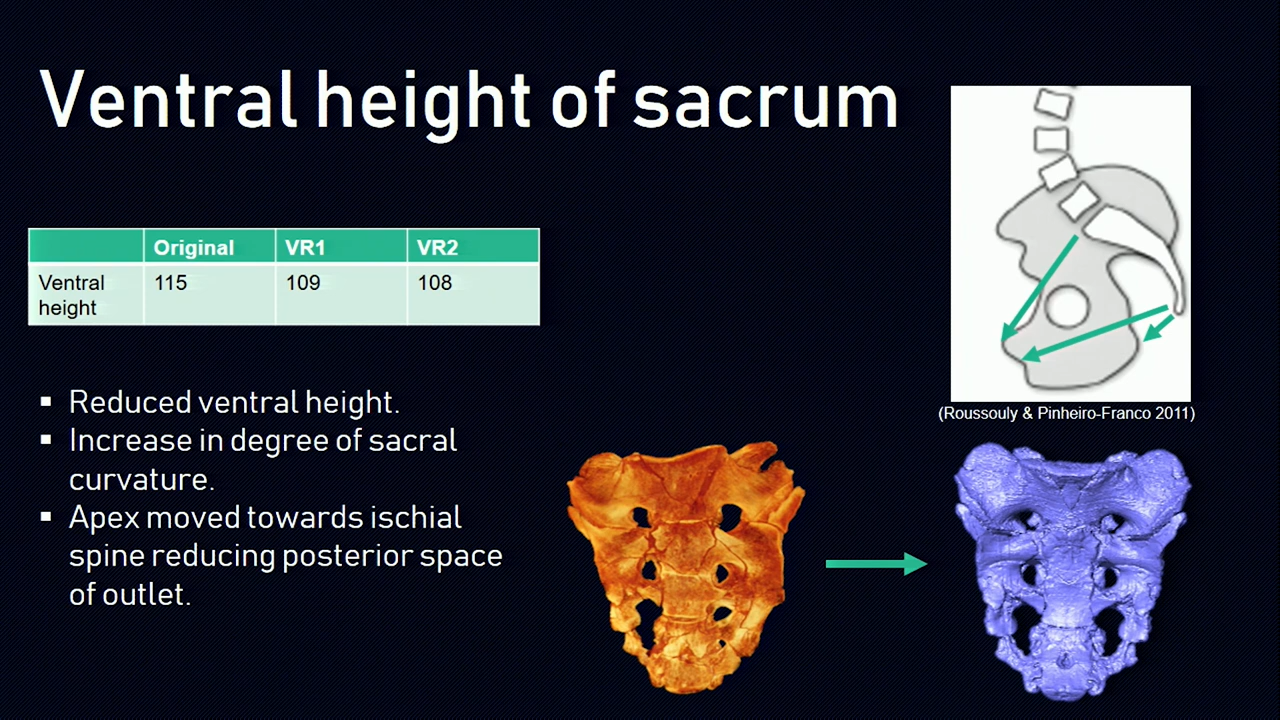 Ventral height of sacrum
Original VR1 VR2
Ventral height 115 109 108
▪ Reduced ventral height.
▪ Increase in degree of sacral
curvature.
▪ Apex moved towards ischial
spine reducing posterior space
of outlet.
(Roussouly & Pinheiro-Franco 2011)